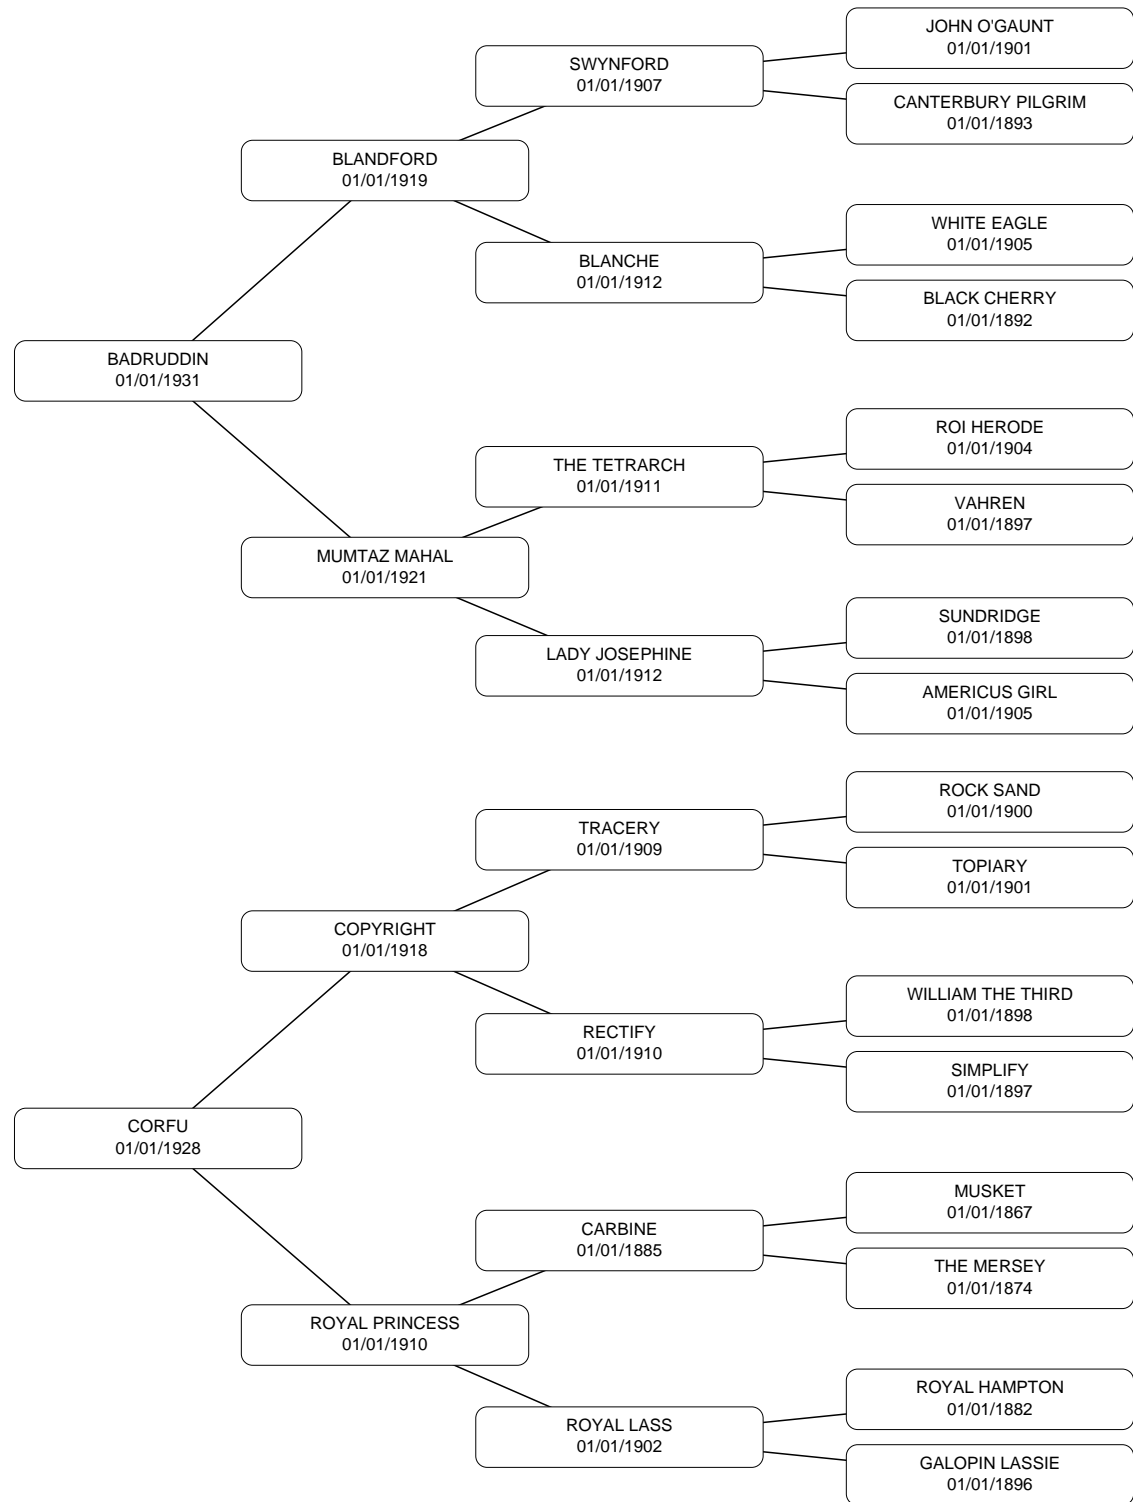 JOHN O'GAUNT
01/01/1901
SWYNFORD
01/01/1907
CANTERBURY PILGRIM
01/01/1893
BLANDFORD
01/01/1919
WHITE EAGLE
01/01/1905
BLANCHE
01/01/1912
BLACK CHERRY
01/01/1892
BADRUDDIN
01/01/1931
ROI HERODE
01/01/1904
THE TETRARCH
01/01/1911
VAHREN
01/01/1897
MUMTAZ MAHAL
01/01/1921
SUNDRIDGE
01/01/1898
LADY JOSEPHINE
01/01/1912
AMERICUS GIRL
01/01/1905
ROCK SAND
01/01/1900
TRACERY
01/01/1909
TOPIARY
01/01/1901
COPYRIGHT
01/01/1918
WILLIAM THE THIRD
01/01/1898
RECTIFY
01/01/1910
SIMPLIFY
01/01/1897
CORFU
01/01/1928
MUSKET
01/01/1867
CARBINE
01/01/1885
THE MERSEY
01/01/1874
ROYAL PRINCESS
01/01/1910
ROYAL HAMPTON
01/01/1882
ROYAL LASS
01/01/1902
GALOPIN LASSIE
01/01/1896